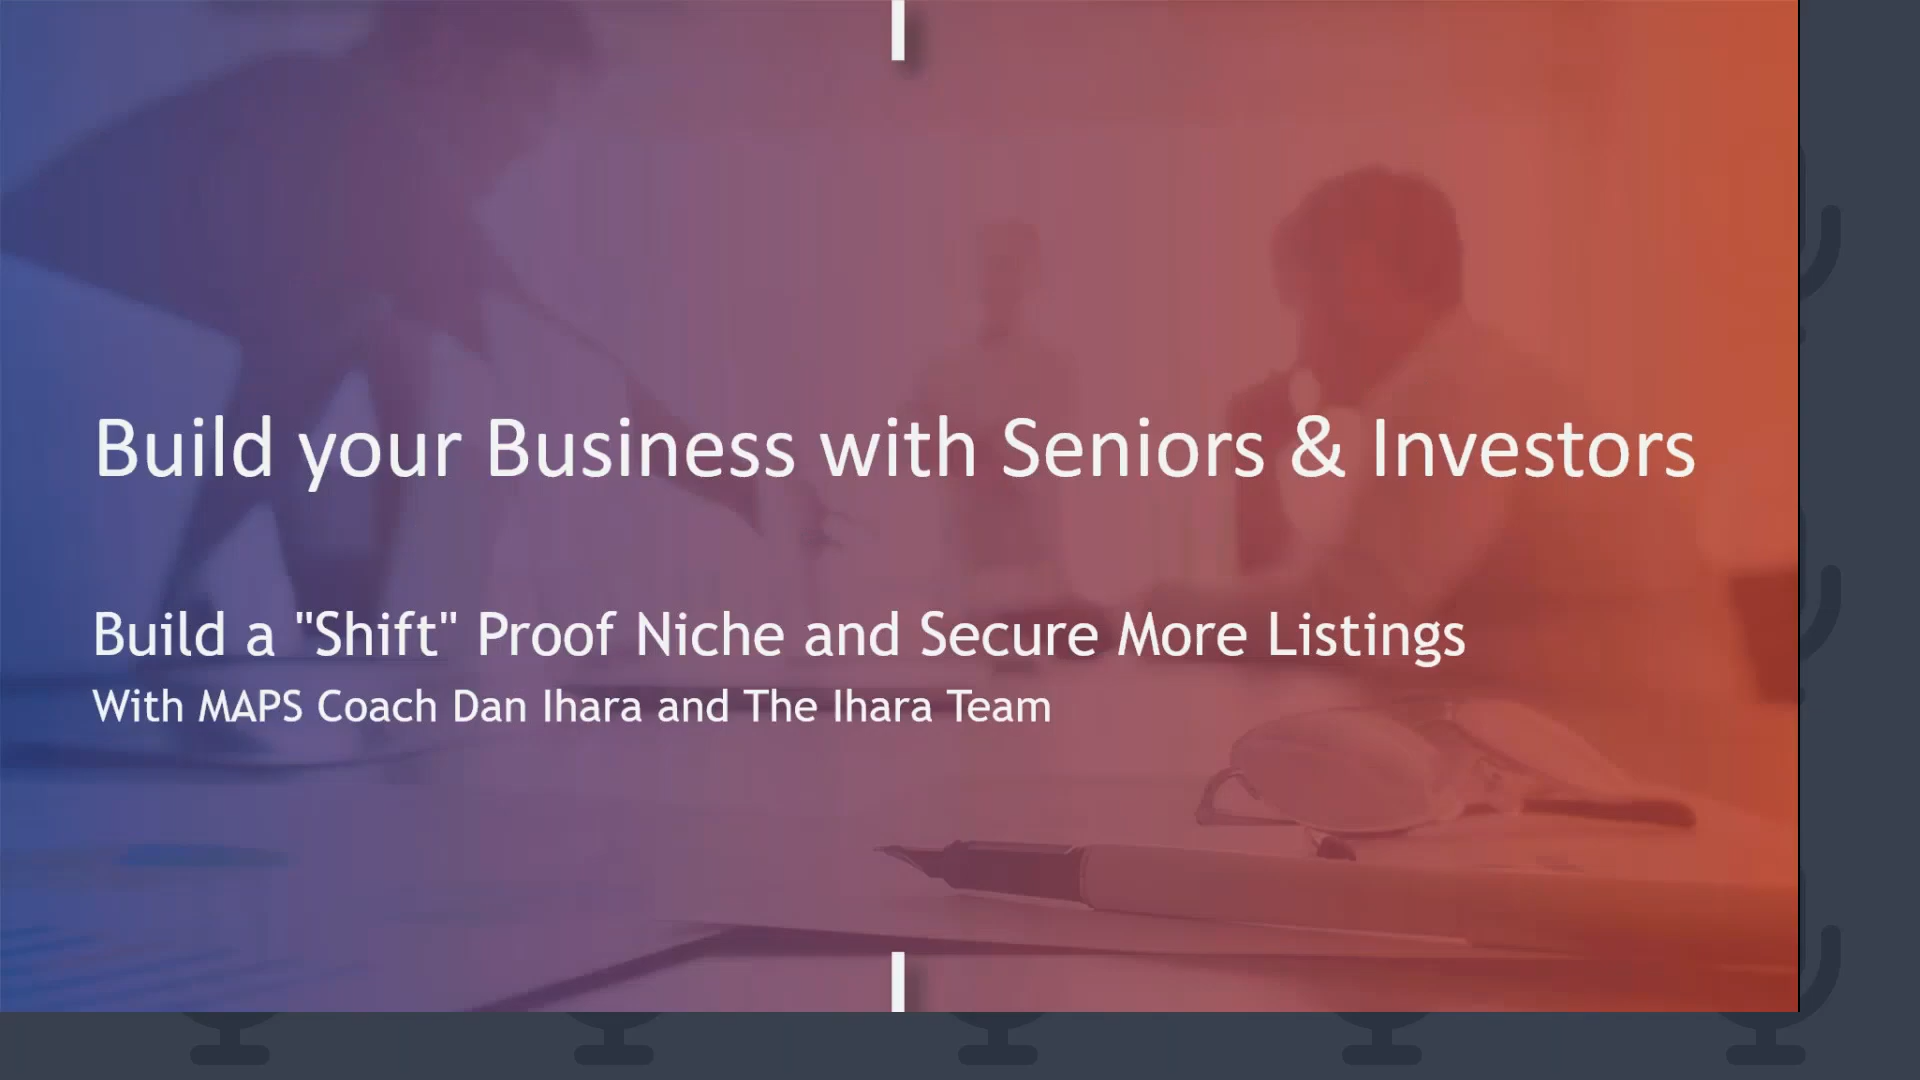 Build your Business with Seniors & Investors
Build a "Shift" Proof Niche and Secure More Listings
With MAPS Coach Dan Ihara and The Ihara Team